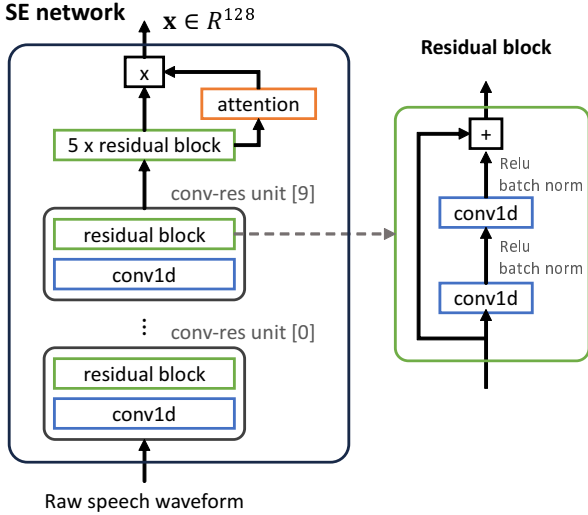 SE network
𝐱 ∈ 𝑅¹²⁸
x
attention
5 x residual block
conv-res unit [9]
residual block
conv1d
⋮
conv-res unit [0]
residual block
conv1d
Raw speech waveform
Residual block
+
Relu
batch norm
conv1d
Relu
batch norm
conv1d